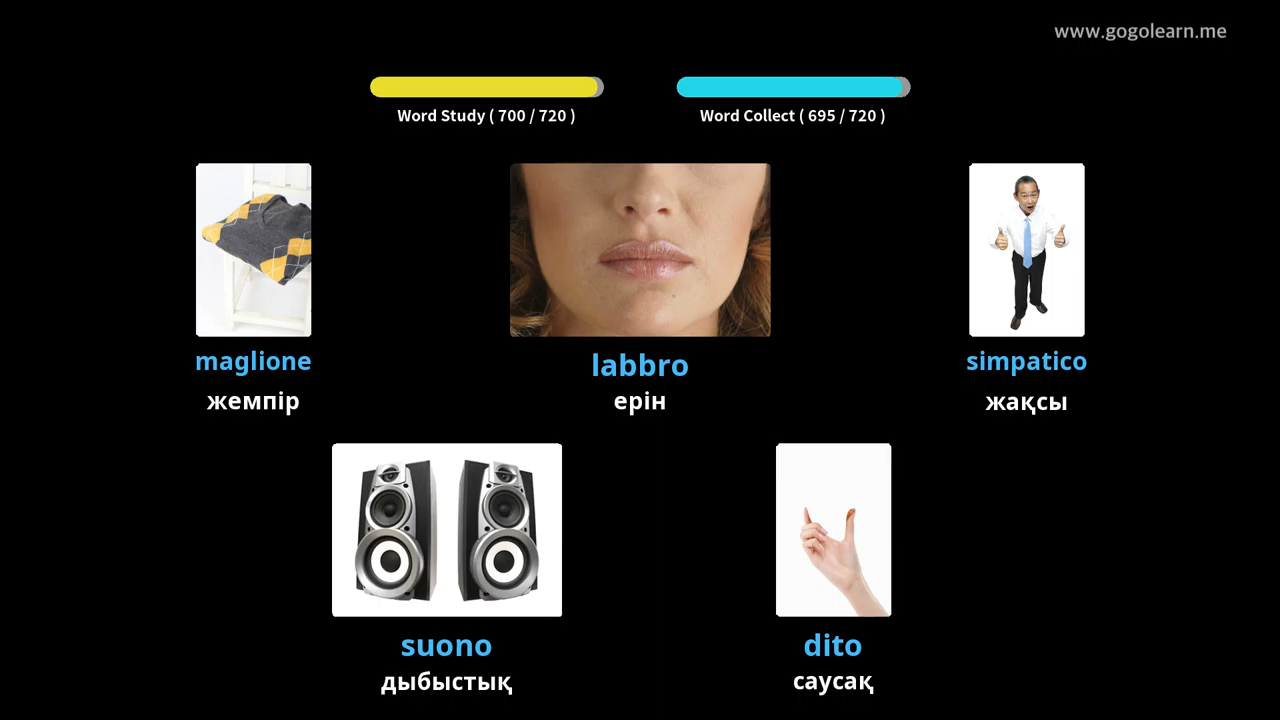 www.gogolearn.me
Word Study ( 700 / 720 )
Word Collect ( 695 / 720 )
maglione
жемпір
labbro
ерін
simpatico
жақсы
suono
дыбыстық
dito
саусақ